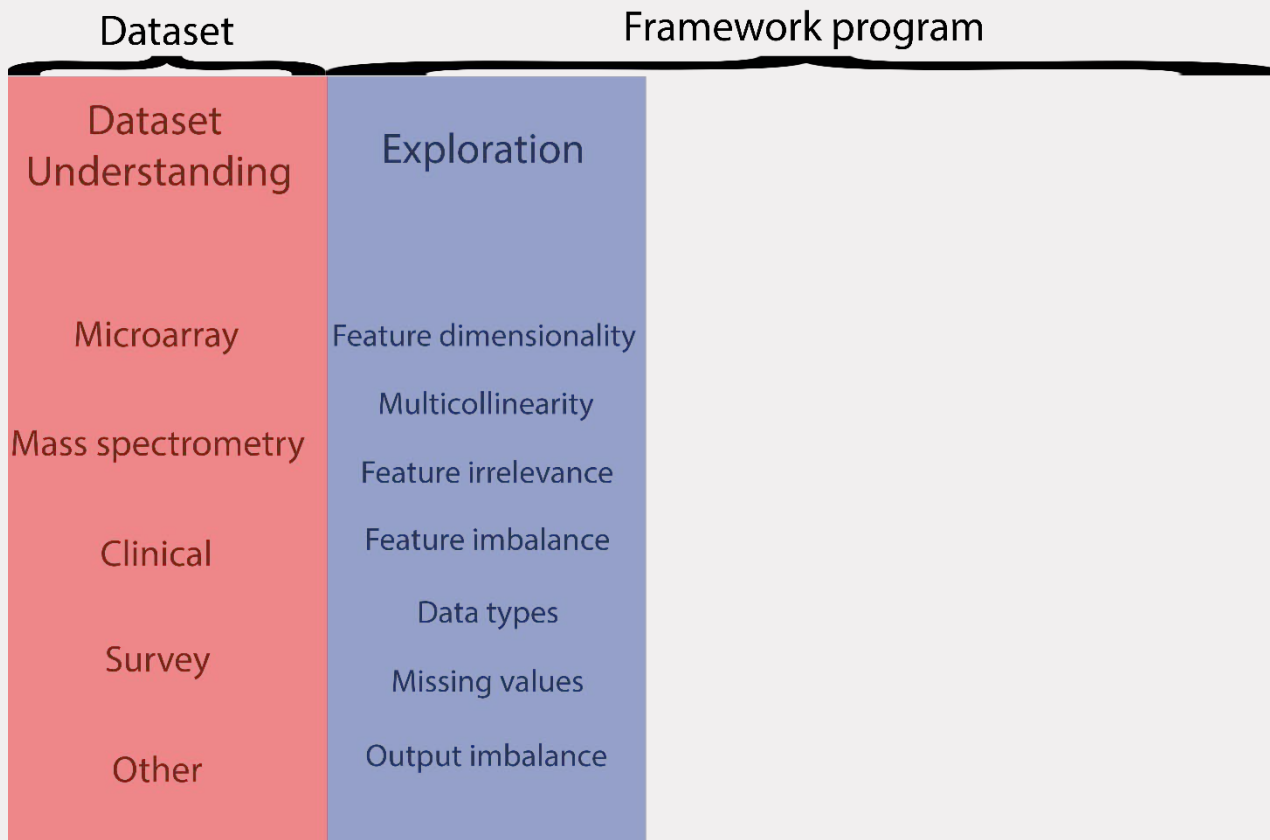 Dataset
Framework program
Dataset
Understanding
Microarray
Mass spectrometry
Clinical
Survey
Other
Exploration
Feature dimensionality
Multicollinearity
Feature irrelevance
Feature imbalance
Data types
Missing values
Output imbalance